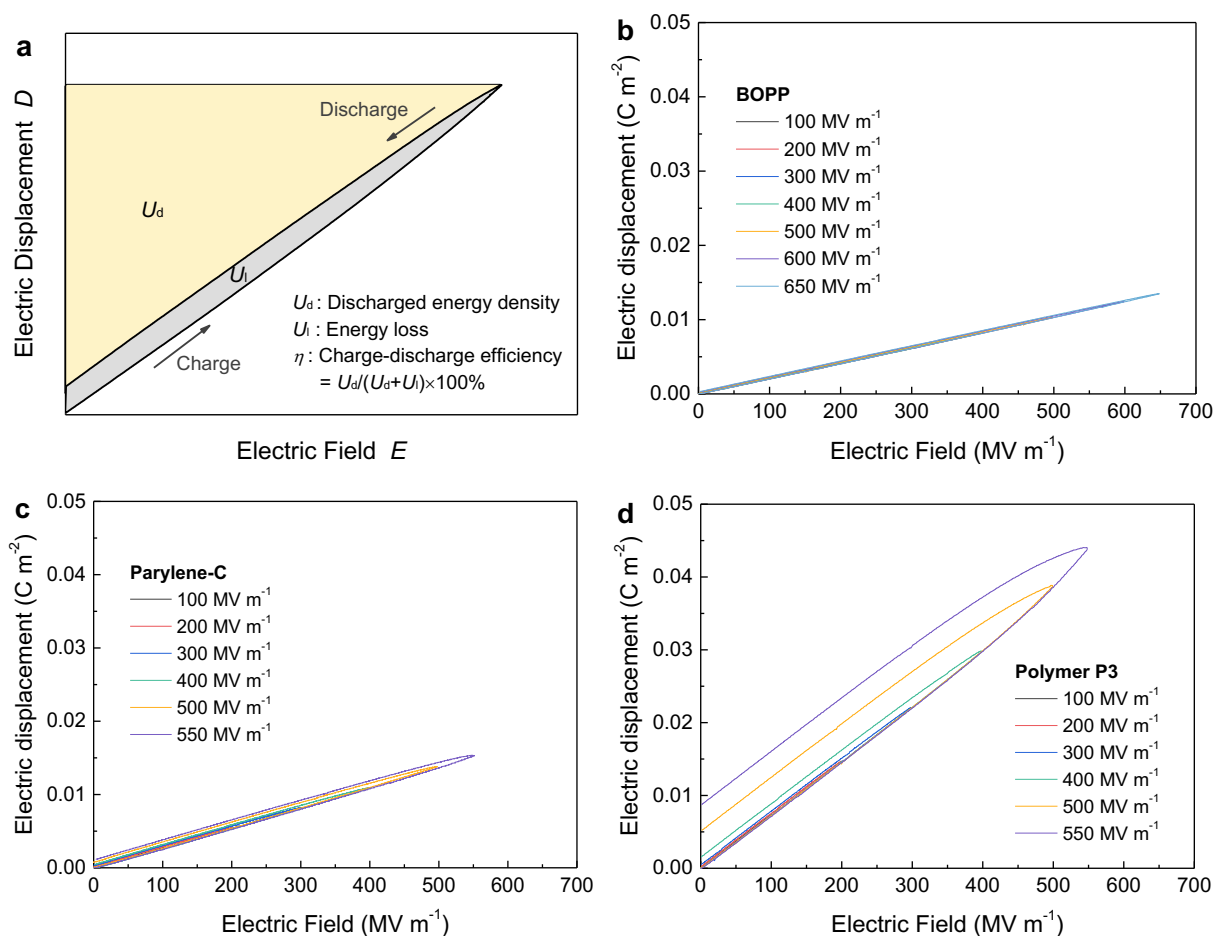 a
Electric Displacement D
Discharge
Ud
Ul
Charge
Ud : Discharged energy density
Ul : Energy loss
η : Charge-discharge efficiency
= Ud/(Ud+Ul)×100%
Electric Field E
b
Electric displacement (C m⁻²)
0.05
0.04
0.03
0.02
0.01
0.00
BOPP
100 MV m⁻¹
200 MV m⁻¹
300 MV m⁻¹
400 MV m⁻¹
500 MV m⁻¹
600 MV m⁻¹
650 MV m⁻¹
0 100 200 300 400 500 600 700
Electric Field (MV m⁻¹)
c
Electric displacement (C m⁻²)
0.05
0.04
0.03
0.02
0.01
0.00
Parylene-C
100 MV m⁻¹
200 MV m⁻¹
300 MV m⁻¹
400 MV m⁻¹
500 MV m⁻¹
550 MV m⁻¹
0 100 200 300 400 500 600 700
Electric Field (MV m⁻¹)
d
Electric displacement (C m⁻²)
0.05
0.04
0.03
0.02
0.01
0.00
Polymer P3
100 MV m⁻¹
200 MV m⁻¹
300 MV m⁻¹
400 MV m⁻¹
500 MV m⁻¹
550 MV m⁻¹
0 100 200 300 400 500 600 700
Electric Field (MV m⁻¹)